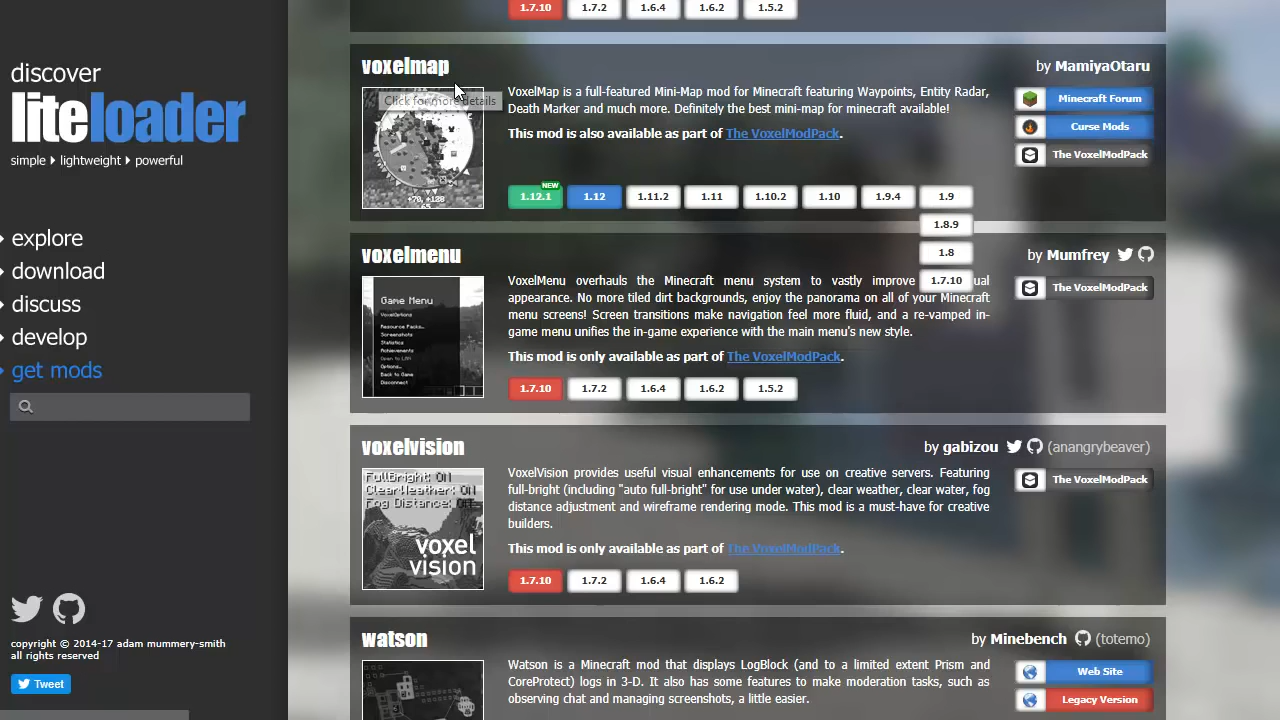 discover
liteloader
simple lightweight powerful
explore
download
discuss
develop
get mods
copyright © 2014-17 adam mummery-smith
all rights reserved
Tweet
1.7.10 1.7.2 1.6.4 1.6.2 1.5.2
voxelmap
by MamiyaOtaru
Click for more details
VoxelMap is a full-featured Mini-Map mod for Minecraft featuring Waypoints, Entity Radar,
Death Marker and much more. Definitely the best mini-map for minecraft available!
This mod is also available as part of The VoxelModPack.
Minecraft Forum
Curse Mods
The VoxelModPack
NEW
1.12.1 1.12 1.11.2 1.11 1.10.2 1.10 1.9.4 1.9
1.8.9
1.8
1.7.10
voxelmenu
by Mumfrey
Game Menu
VoxelOptions
Resource Packs...
Screenshots
Statistics
Achievements
Open to LAN
Options...
Back to Game
Disconnect
VoxelMenu overhauls the Minecraft menu system to vastly improve ual
appearance. No more tiled dirt backgrounds, enjoy the panorama on all of your Minecraft
menu screens! Screen transitions make navigation feel more fluid, and a re-vamped in-
game menu unifies the in-game experience with the main menu's new style.
This mod is only available as part of The VoxelModPack.
The VoxelModPack
1.7.10 1.7.2 1.6.4 1.6.2 1.5.2
voxelvision
by gabizou (anangrybeaver)
FullBright: ON
ClearWeather: ON
Fog Distance: OFF
voxel
vision
VoxelVision provides useful visual enhancements for use on creative servers. Featuring
full-bright (including "auto full-bright" for use under water), clear weather, clear water, fog
distance adjustment and wireframe rendering mode. This mod is a must-have for creative
builders.
This mod is only available as part of The VoxelModPack.
The VoxelModPack
1.7.10 1.7.2 1.6.4 1.6.2
watson
by Minebench (totemo)
Watson is a Minecraft mod that displays LogBlock (and to a limited extent Prism and
CoreProtect) logs in 3-D. It also has some features to make moderation tasks, such as
observing chat and managing screenshots, a little easier.
Web Site
Legacy Version